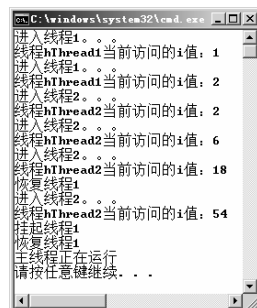 C:\windows\system32\cmd.exe
进入线程1。。。
线程hThread1当前访问的i值: 1
进入线程1。。。
线程hThread1当前访问的i值: 2
进入线程2。。。
线程hThread2当前访问的i值: 2
进入线程2。。。
线程hThread2当前访问的i值: 6
进入线程2。。。
线程hThread2当前访问的i值: 18
恢复线程1
进入线程2。。。
线程hThread2当前访问的i值: 54
挂起线程1
恢复线程1
主线程正在运行
请按任意键继续. . .